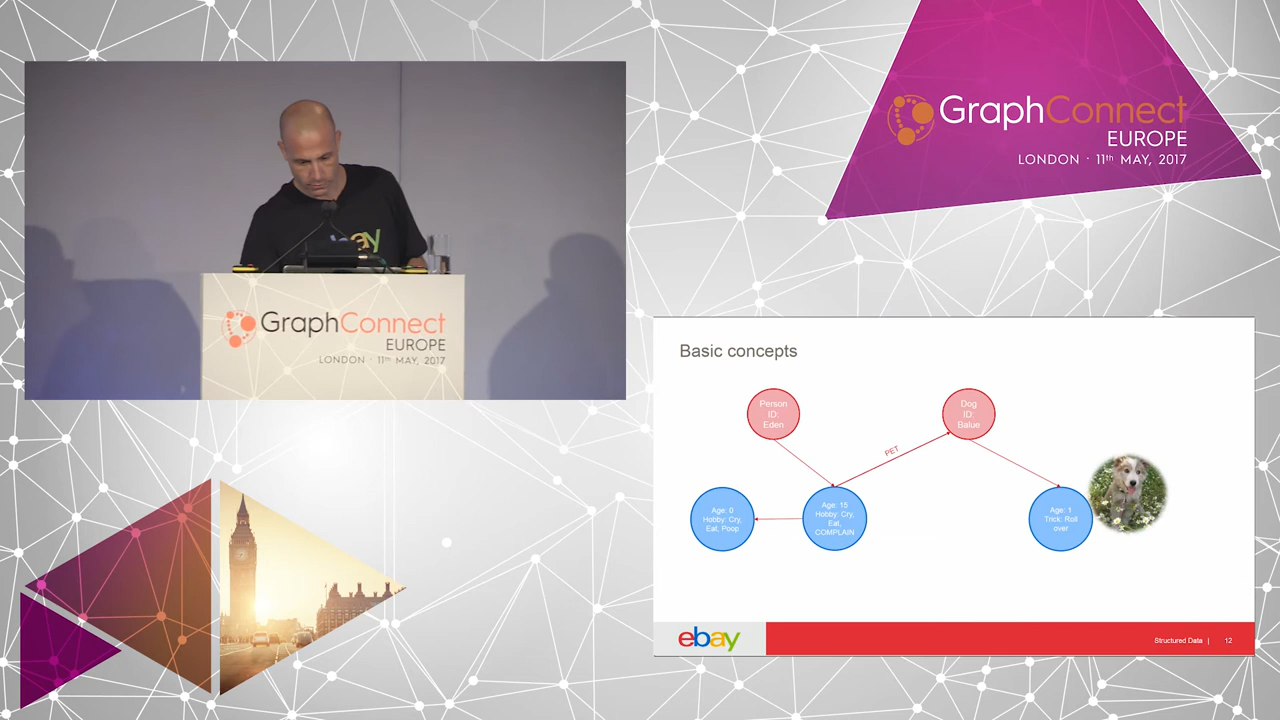 GraphConnect
EUROPE
LONDON · 11th MAY, 2017
ebay
GraphConnect
EUROPE
LONDON · 11th MAY, 2017
Basic concepts
Person
ID:
Eden
Dog
ID:
Balue
PET
Age: 0
Hobby: Cry,
Eat, Poop
Age: 15
Hobby: Cry,
Eat,
COMPLAIN
Age: 1
Trick: Roll
over
ebay
Structured Data |
12